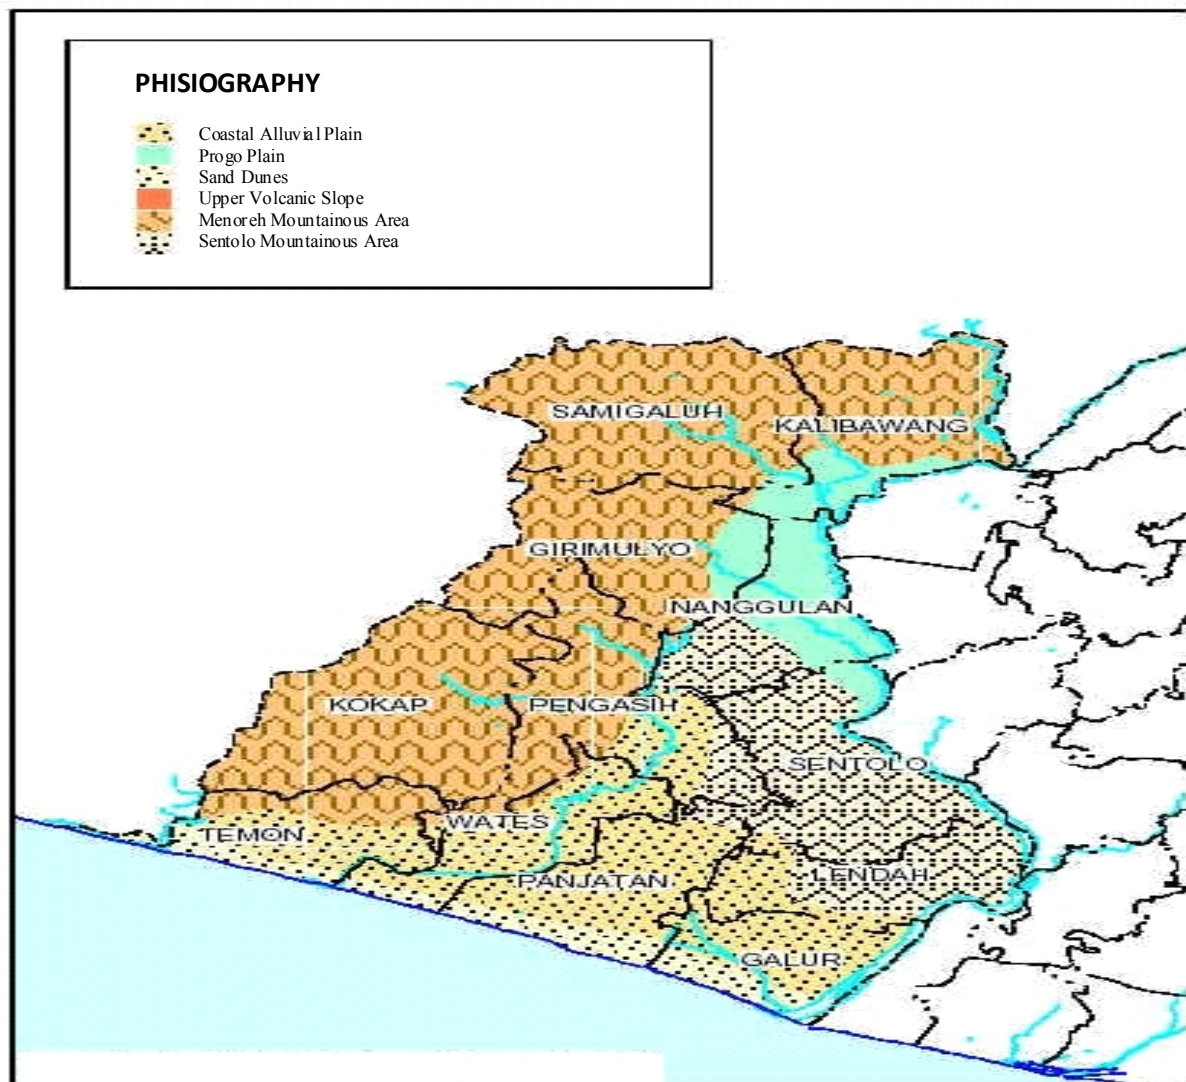 PHISIOGRAPHY
Coastal Alluvial Plain
Progo Plain
Sand Dunes
Upper Volcanic Slope
Menoreh Mountainous Area
Sentolo Mountainous Area
SAMIGALUH
KALIBAWANG
GIRIMULYO
NANGGULAN
KOKAP
PENGASIH
SENTOLO
WATES
TEMON
PANJATAN
LENDAH
GALUR